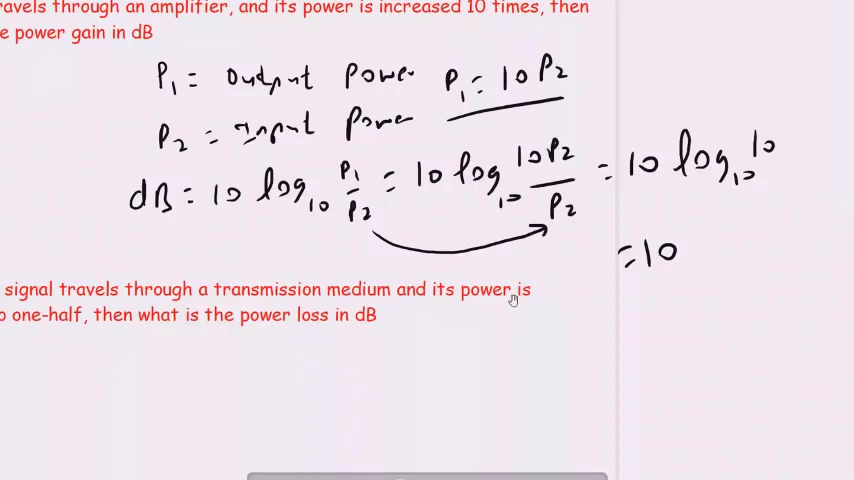 ravels through an amplifier, and its power is increased 10 times, then
e power gain in dB
P₁ = Output Power P₁ = 10 P₂
P₂ = Input Power
dB = 10 log₁₀ P₁/P₂ = 10 log₁₀ 10P₂/P₂ = 10 log₁₀ 10
= 10
signal travels through a transmission medium and its power is
o one-half, then what is the power loss in dB